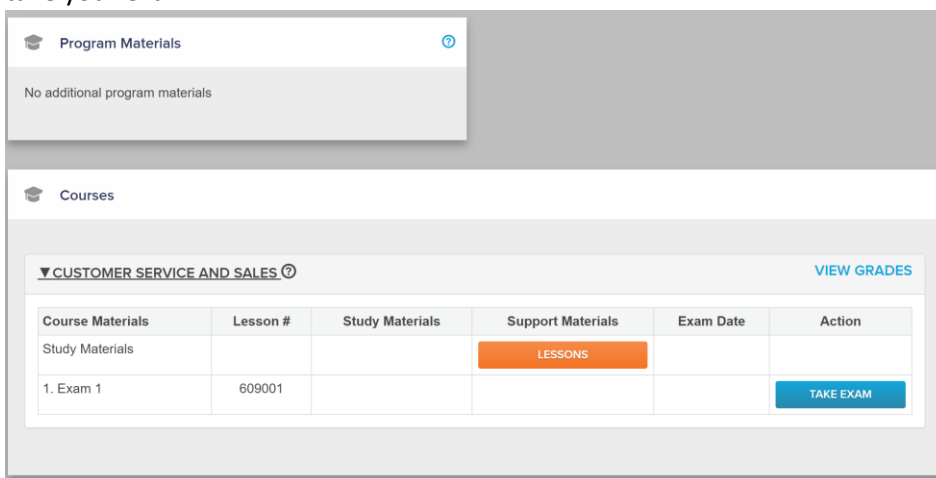 Program Materials
No additional program materials
Courses
▼CUSTOMER SERVICE AND SALES
VIEW GRADES
Course Materials Lesson # Study Materials Support Materials Exam Date Action
Study Materials LESSONS
1. Exam 1 609001 TAKE EXAM